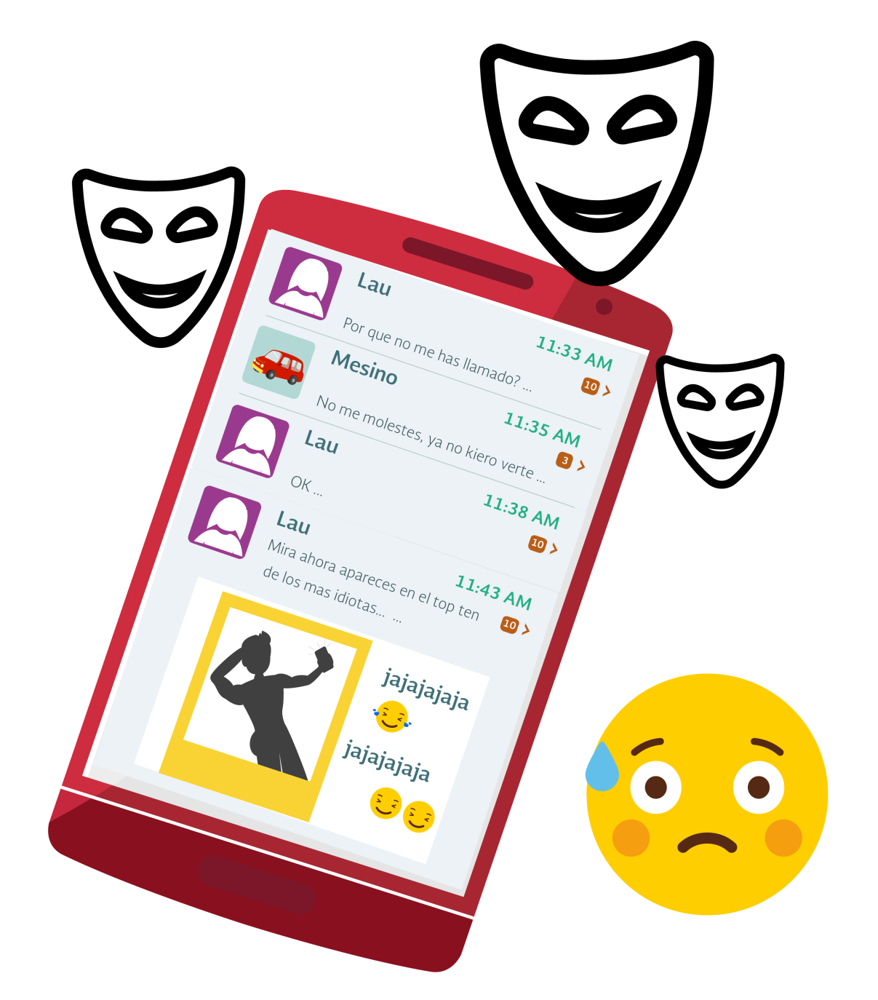 Lau
11:33 AM
Por que no me has llamado? ...
10
Mesino
11:35 AM
No me molestes, ya no kiero verte ...
3
Lau
11:38 AM
OK ...
10
Lau
11:43 AM
Mira ahora apareces en el top ten
de los mas idiotas... ...
10
jajajajaja
jajajajaja